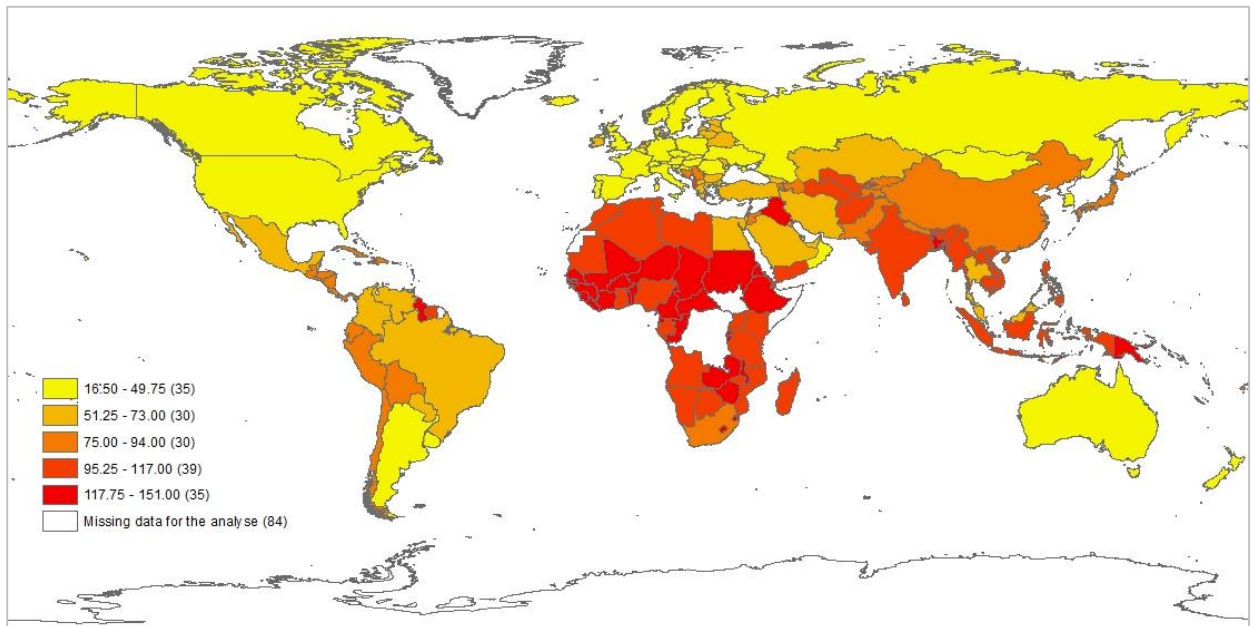 16.50 - 49.75 (35)
51.25 - 73.00 (30)
75.00 - 94.00 (30)
95.25 - 117.00 (39)
117.75 - 151.00 (35)
Missing data for the analyse (84)